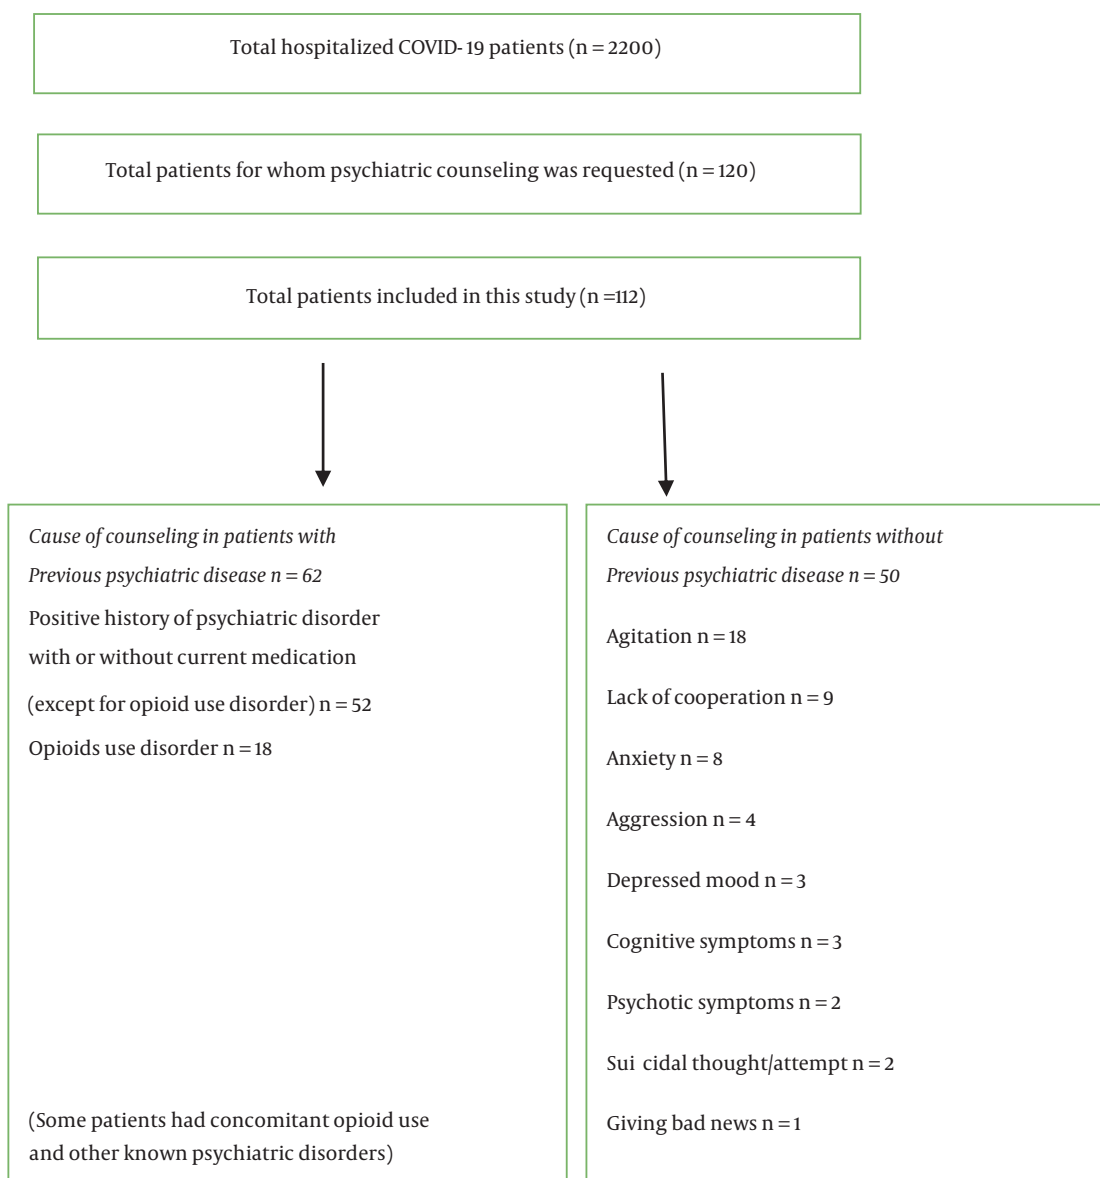 Total hospitalized COVID-19 patients (n = 2200)
Total patients for whom psychiatric counseling was requested (n = 120)
Total patients included in this study (n =112)
Cause of counseling in patients with
Previous psychiatric disease n = 62
Positive history of psychiatric disorder
with or without current medication
(except for opioid use disorder) n = 52
Opioids use disorder n = 18
(Some patients had concomitant opioid use
and other known psychiatric disorders)
Cause of counseling in patients without
Previous psychiatric disease n = 50
Agitation n = 18
Lack of cooperation n = 9
Anxiety n = 8
Aggression n = 4
Depressed mood n = 3
Cognitive symptoms n = 3
Psychotic symptoms n = 2
Sui cidal thought/attempt n = 2
Giving bad news n = 1